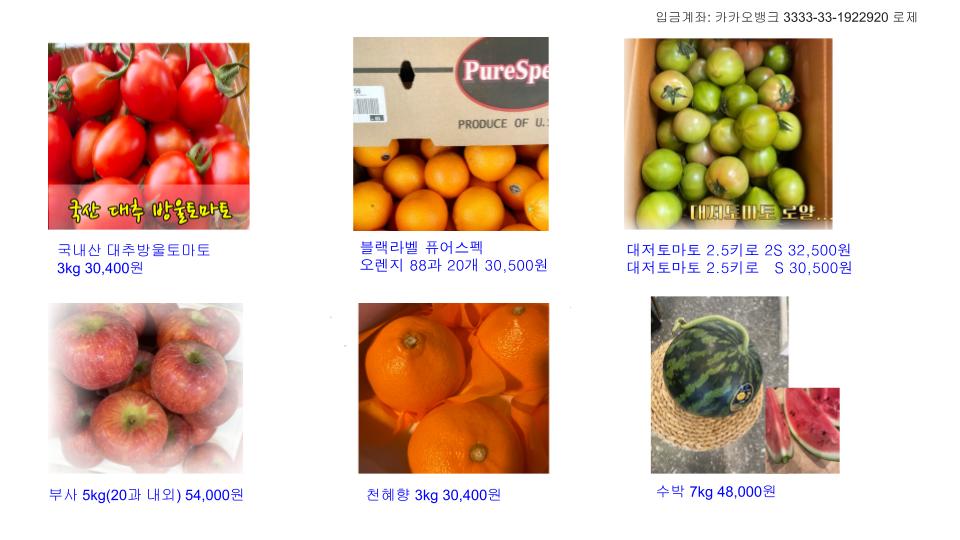 입금계좌: 카카오뱅크 3333-33-1922920 로제
국산 대추 방울토마토
국내산 대추방울토마토
3kg 30,400원
PureSpe
PRODUCE OF U.S
블랙라벨 퓨어스펙
오렌지 88과 20개 30,500원
대저토마토 로얄...
대저토마토 2.5키로 2S 32,500원
대저토마토 2.5키로 S 30,500원
부사 5kg(20과 내외) 54,000원
천혜향 3kg 30,400원
수박 7kg 48,000원